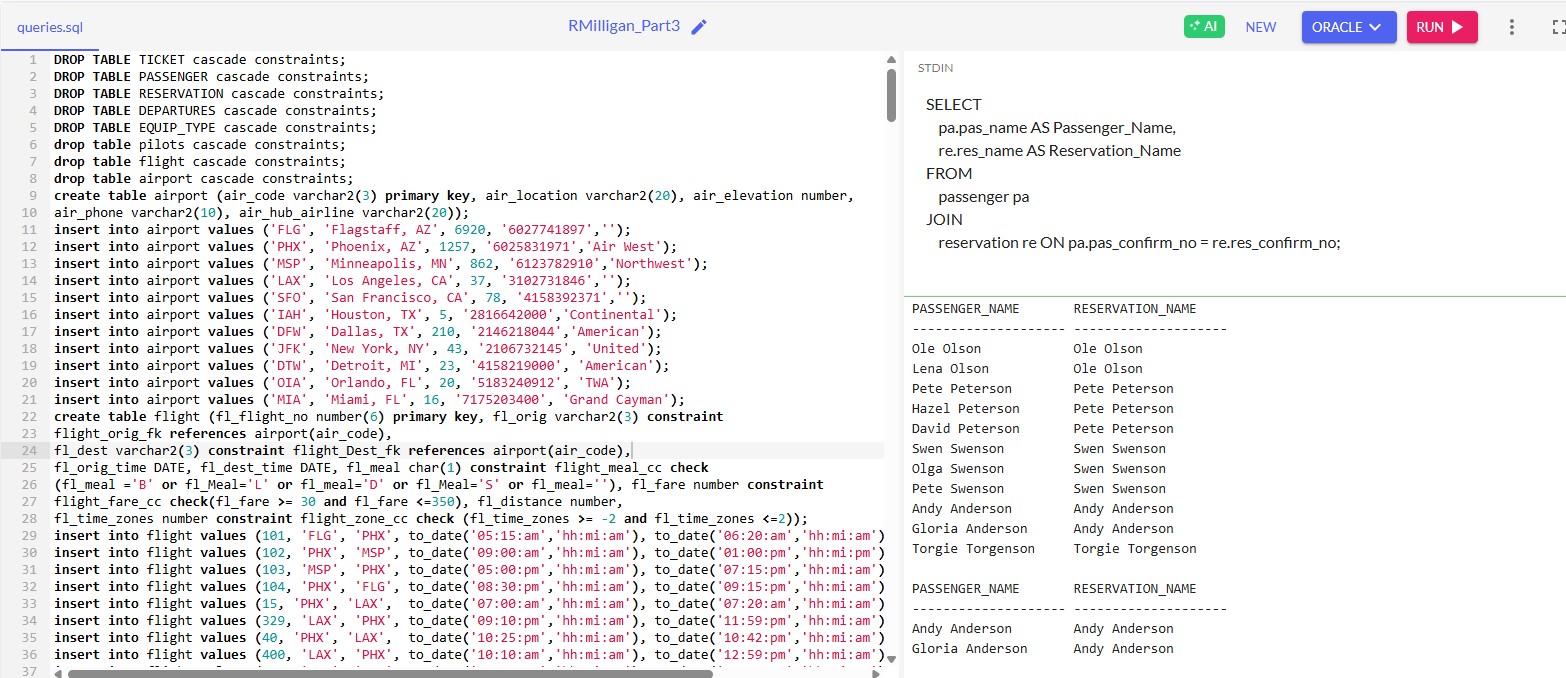 queries.sql
RMilligan_Part3
AI
NEW
ORACLE
RUN
1 DROP TABLE TICKET cascade constraints;
2 DROP TABLE PASSENGER cascade constraints;
3 DROP TABLE RESERVATION cascade constraints;
4 DROP TABLE DEPARTURES cascade constraints;
5 DROP TABLE EQUIP_TYPE cascade constraints;
6 drop table pilots cascade constraints;
7 drop table flight cascade constraints;
8 drop table airport cascade constraints;
9 create table airport (air_code varchar2(3) primary key, air_location varchar2(20), air_elevation number,
10 air_phone varchar2(10), air_hub_airline varchar2(20));
11 insert into airport values ('FLG', 'Flagstaff, AZ', 6920, '6027741897','');
12 insert into airport values ('PHX', 'Phoenix, AZ', 1257, '6025831971','Air West');
13 insert into airport values ('MSP', 'Minneapolis, MN', 862, '6123782910','Northwest');
14 insert into airport values ('LAX', 'Los Angeles, CA', 37, '3102731846','');
15 insert into airport values ('SFO', 'San Francisco, CA', 78, '4158392371','');
16 insert into airport values ('IAH', 'Houston, TX', 5, '2816642000','Continental');
17 insert into airport values ('DFW', 'Dallas, TX', 210, '2146218044','American');
18 insert into airport values ('JFK', 'New York, NY', 43, '2106732145', 'United');
19 insert into airport values ('DTW', 'Detroit, MI', 23, '4158219000', 'American');
20 insert into airport values ('OIA', 'Orlando, FL', 20, '5183240912', 'TWA');
21 insert into airport values ('MIA', 'Miami, FL', 16, '7175203400', 'Grand Cayman');
22 create table flight (fl_flight_no number(6) primary key, fl_orig varchar2(3) constraint
23 flight_orig_fk references airport(air_code),
24 fl_dest varchar2(3) constraint flight_Dest_fk references airport(air_code),
25 fl_orig_time DATE, fl_dest_time DATE, fl_meal char(1) constraint flight_meal_cc check
26 (fl_meal ='B' or fl_Meal='L' or fl_meal='D' or fl_Meal='S' or fl_meal=''), fl_fare number constraint
27 flight_fare_cc check(fl_fare >= 30 and fl_fare <=350), fl_distance number,
28 fl_time_zones number constraint flight_zone_cc check (fl_time_zones >= -2 and fl_time_zones <=2));
29 insert into flight values (101, 'FLG', 'PHX', to_date('05:15:am','hh:mi:am'), to_date('06:20:am','hh:mi:am')
30 insert into flight values (102, 'PHX', 'MSP', to_date('09:00:am','hh:mi:am'), to_date('01:00:pm','hh:mi:pm')
31 insert into flight values (103, 'MSP', 'PHX', to_date('05:00:pm','hh:mi:am'), to_date('07:15:pm','hh:mi:am')
32 insert into flight values (104, 'PHX', 'FLG', to_date('08:30:pm','hh:mi:am'), to_date('09:15:pm','hh:mi:am')
33 insert into flight values (15, 'PHX', 'LAX', to_date('07:00:am','hh:mi:am'), to_date('07:20:am','hh:mi:am')
34 insert into flight values (329, 'LAX', 'PHX', to_date('09:10:pm','hh:mi:am'), to_date('11:59:pm','hh:mi:am')
35 insert into flight values (40, 'PHX', 'LAX', to_date('10:25:pm','hh:mi:am'), to_date('10:42:pm','hh:mi:am')
36 insert into flight values (400, 'LAX', 'PHX', to_date('10:10:am','hh:mi:am'), to_date('12:59:pm','hh:mi:am')
37
STDIN
SELECT
pa.pas_name AS Passenger_Name,
re.res_name AS Reservation_Name
FROM
passenger pa
JOIN
reservation re ON pa.pas_confirm_no = re.res_confirm_no;
PASSENGER_NAME RESERVATION_NAME
-------------------- --------------------
Ole Olson Ole Olson
Lena Olson Ole Olson
Pete Peterson Pete Peterson
Hazel Peterson Pete Peterson
David Peterson Pete Peterson
Swen Swenson Swen Swenson
Olga Swenson Swen Swenson
Pete Swenson Swen Swenson
Andy Anderson Andy Anderson
Gloria Anderson Andy Anderson
Torgie Torgenson Torgie Torgenson
PASSENGER_NAME RESERVATION_NAME
-------------------- --------------------
Andy Anderson Andy Anderson
Gloria Anderson Andy Anderson